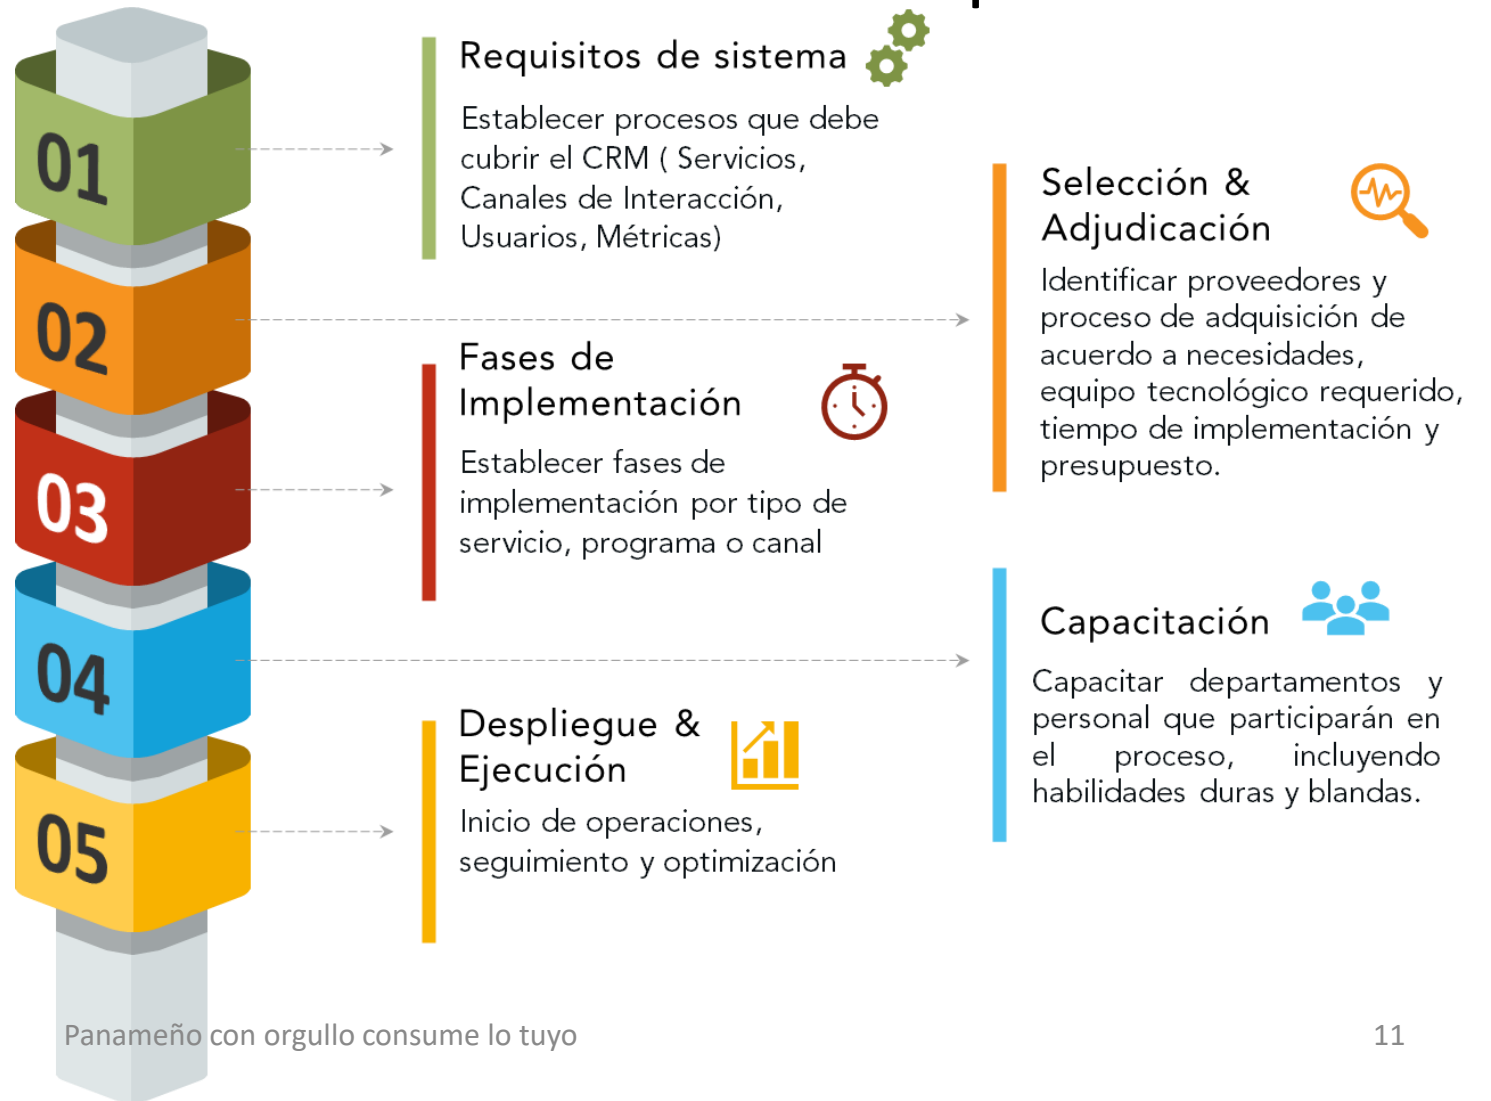 01
Requisitos de sistema
Establecer procesos que debe
cubrir el CRM ( Servicios,
Canales de Interacción,
Usuarios, Métricas)
02
Selección &
Adjudicación
Identificar proveedores y
proceso de adquisición de
acuerdo a necesidades,
equipo tecnológico requerido,
tiempo de implementación y
presupuesto.
03
Fases de
Implementación
Establecer fases de
implementación por tipo de
servicio, programa o canal
04
Capacitación
Capacitar departamentos y
personal que participarán en
el proceso, incluyendo
habilidades duras y blandas.
05
Despliegue &
Ejecución
Inicio de operaciones,
seguimiento y optimización
Panameño con orgullo consume lo tuyo
11